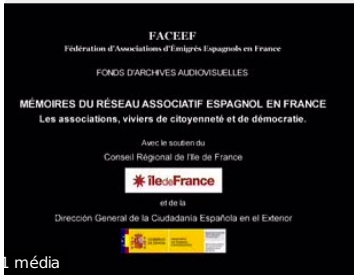 FACEEF
Fédération d'Associations d'Émigrés Espagnols en France
FONDS D'ARCHIVES AUDIOVISUELLES
MÉMOIRES DU RÉSEAU ASSOCIATIF ESPAGNOL EN FRANCE
Les associations, viviers de citoyenneté et de démocratie.
Avec le soutien du
Conseil Régional de l'Ile de France
îledeFrance
et de la
Dirección General de la Ciudadanía Española en el Exterior
1 média